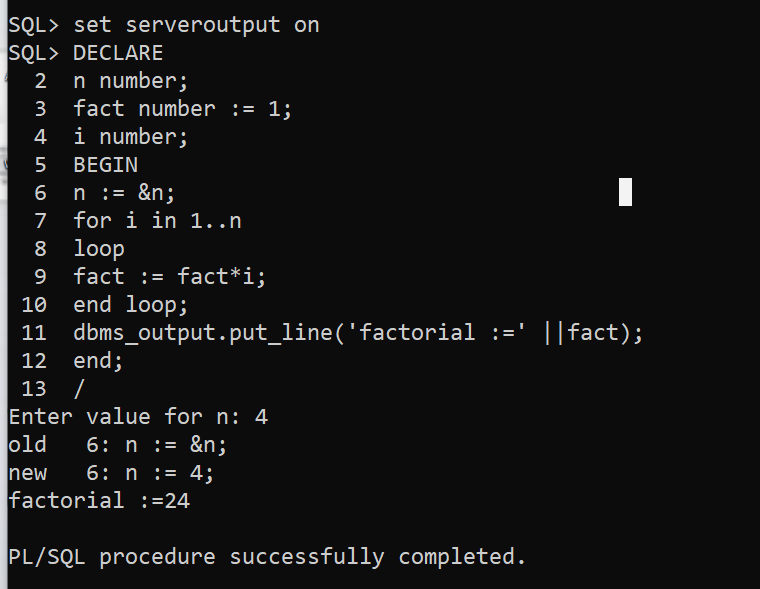 SQL> set serveroutput on
SQL> DECLARE
  2  n number;
  3  fact number := 1;
  4  i number;
  5  BEGIN
  6  n := &n;
  7  for i in 1..n
  8  loop
  9  fact := fact*i;
 10  end loop;
 11  dbms_output.put_line('factorial :=' ||fact);
 12  end;
 13  /
Enter value for n: 4
old   6: n := &n;
new   6: n := 4;
factorial :=24
PL/SQL procedure successfully completed.